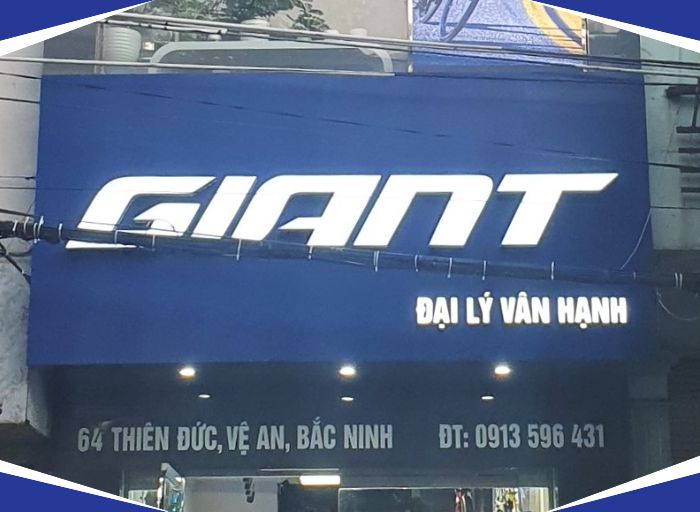 GIANT
ĐẠI LÝ VÂN HẠNH
64 THIÊN ĐỨC, VỆ AN, BẮC NINH ĐT: 0913 596 431